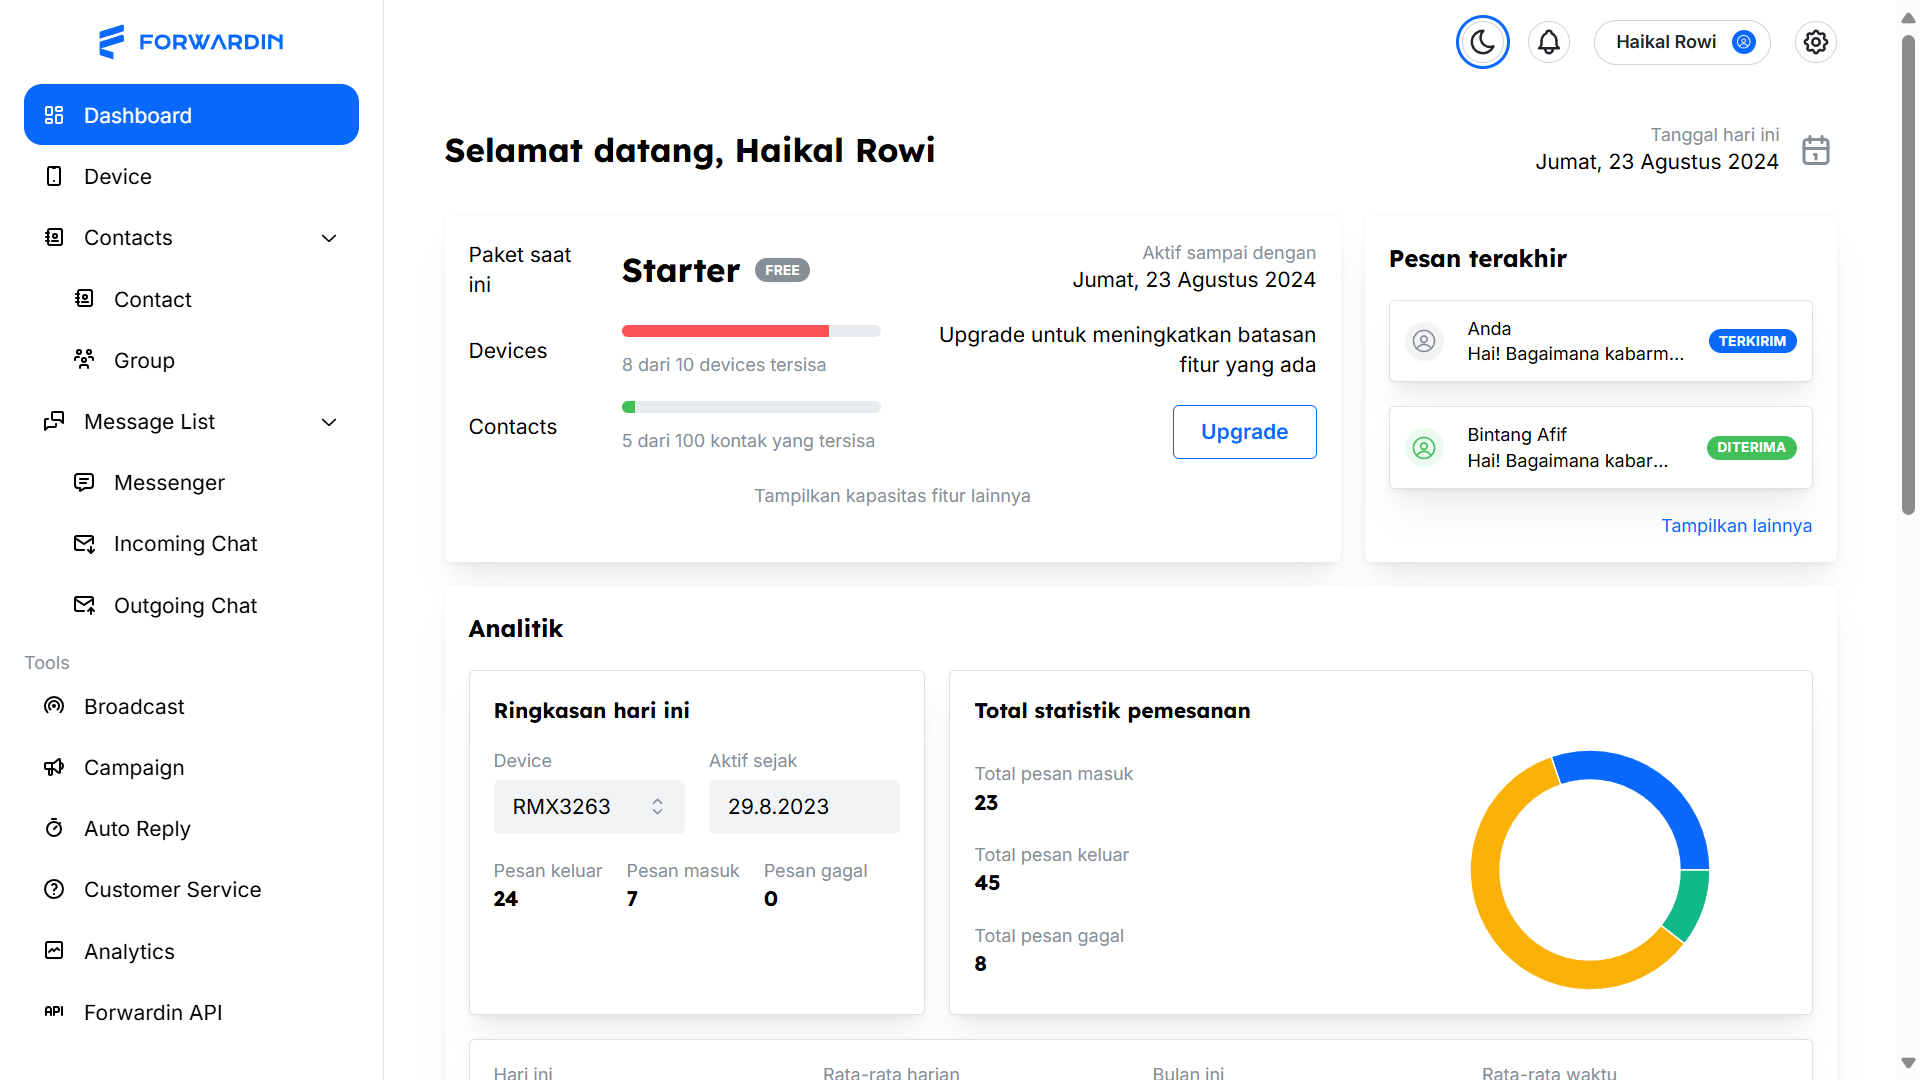 FORWARDIN
Dashboard
Device
Contacts
Contact
Group
Message List
Messenger
Incoming Chat
Outgoing Chat
Tools
Broadcast
Campaign
Auto Reply
Customer Service
Analytics
API Forwardin API
Haikal Rowi
Selamat datang, Haikal Rowi
Tanggal hari ini
Jumat, 23 Agustus 2024
Paket saat
ini
Starter FREE
Aktif sampai dengan
Jumat, 23 Agustus 2024
Devices
8 dari 10 devices tersisa
Upgrade untuk meningkatkan batasan
fitur yang ada
Contacts
5 dari 100 kontak yang tersisa
Upgrade
Tampilkan kapasitas fitur lainnya
Pesan terakhir
Anda
Hai! Bagaimana kabarm...
TERKIRIM
Bintang Afif
Hai! Bagaimana kabar...
DITERIMA
Tampilkan lainnya
Analitik
Ringkasan hari ini
Device Aktif sejak
RMX3263 29.8.2023
Pesan keluar Pesan masuk Pesan gagal
24 7 0
Total statistik pemesanan
Total pesan masuk
23
Total pesan keluar
45
Total pesan gagal
8
Hari ini Rata-rata harian Bulan ini Rata-rata waktu